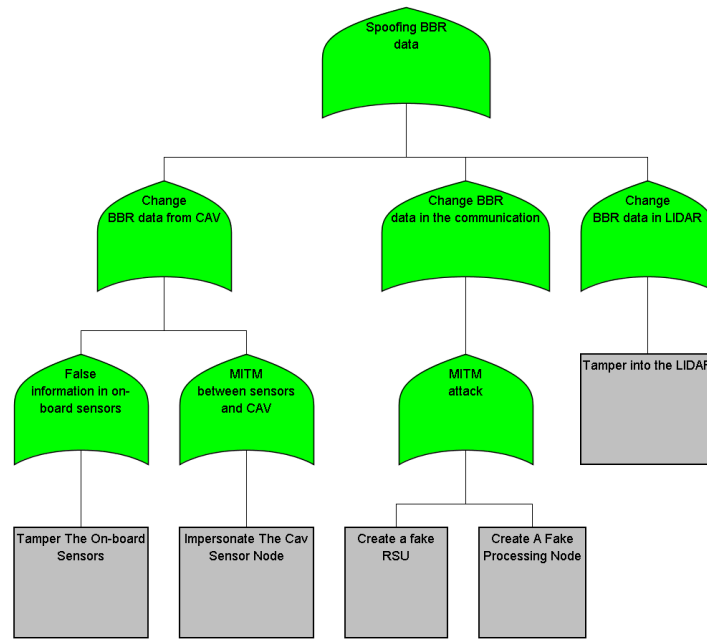 Spoofing BBR
data
Change
BBR data from CAV
Change BBR
data in the communication
Change
BBR data in LIDAR
False
information in on-
board sensors
MITM
between sensors
and CAV
MITM
attack
Tamper into the LIDAR
Tamper The On-board
Sensors
Impersonate The Cav
Sensor Node
Create a fake
RSU
Create A Fake
Processing Node